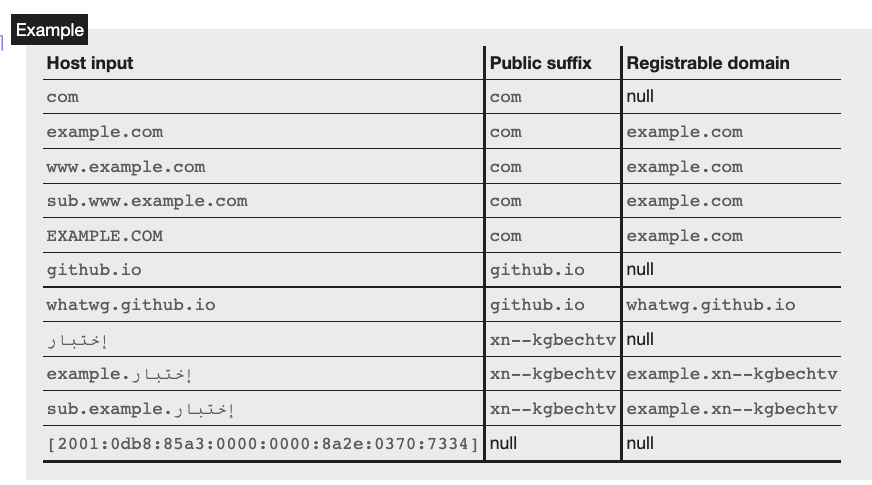 Example
Host input Public suffix Registrable domain
com com null
example.com com example.com
www.example.com com example.com
sub.www.example.com com example.com
EXAMPLE.COM com example.com
github.io github.io null
whatwg.github.io github.io whatwg.github.io
إختبار xn--kgbechtv null
example.إختبار xn--kgbechtv example.xn--kgbechtv
sub.example.إختبار xn--kgbechtv example.xn--kgbechtv
[2001:0db8:85a3:0000:0000:8a2e:0370:7334] null null